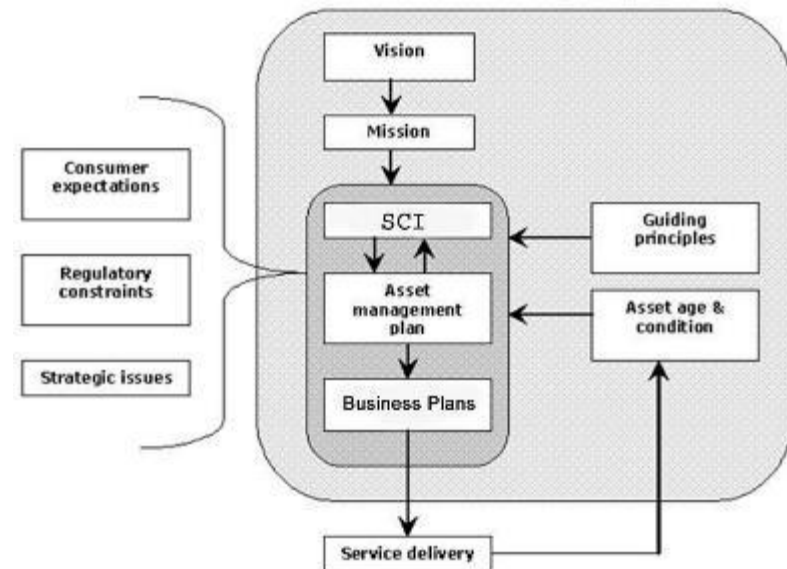 Vision
Mission
Consumer
expectations
Regulatory
constraints
Strategic issues
SCI
Asset
management
plan
Business Plans
Guiding
principles
Asset age &
condition
Service delivery